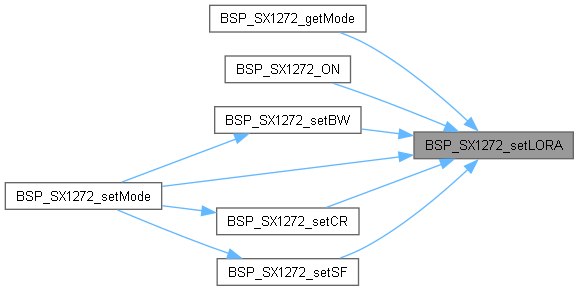 BSP_SX1272_getMode
BSP_SX1272_ON
BSP_SX1272_setBW
BSP_SX1272_setLORA
BSP_SX1272_setMode
BSP_SX1272_setCR
BSP_SX1272_setSF